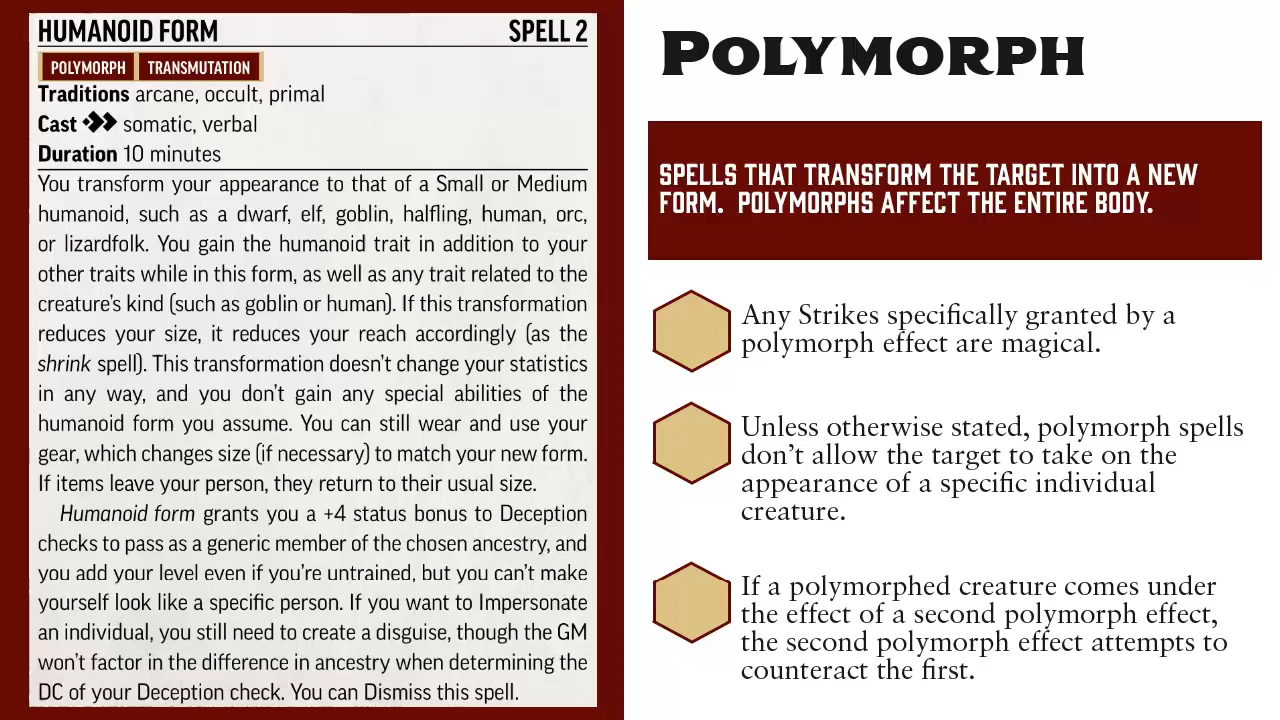 HUMANOID FORM SPELL 2
POLYMORPH TRANSMUTATION
Traditions arcane, occult, primal
Cast somatic, verbal
Duration 10 minutes
You transform your appearance to that of a Small or Medium
humanoid, such as a dwarf, elf, goblin, halfling, human, orc,
or lizardfolk. You gain the humanoid trait in addition to your
other traits while in this form, as well as any trait related to the
creature's kind (such as goblin or human). If this transformation
reduces your size, it reduces your reach accordingly (as the
shrink spell). This transformation doesn't change your statistics
in any way, and you don't gain any special abilities of the
humanoid form you assume. You can still wear and use your
gear, which changes size (if necessary) to match your new form.
If items leave your person, they return to their usual size.
Humanoid form grants you a +4 status bonus to Deception
checks to pass as a generic member of the chosen ancestry, and
you add your level even if you're untrained, but you can't make
yourself look like a specific person. If you want to Impersonate
an individual, you still need to create a disguise, though the GM
won't factor in the difference in ancestry when determining the
DC of your Deception check. You can Dismiss this spell.
POLYMORPH
SPELLS THAT TRANSFORM THE TARGET INTO A NEW
FORM. POLYMORPHS AFFECT THE ENTIRE BODY.
Any Strikes specifically granted by a
polymorph effect are magical.
Unless otherwise stated, polymorph spells
don't allow the target to take on the
appearance of a specific individual
creature.
If a polymorphed creature comes under
the effect of a second polymorph effect,
the second polymorph effect attempts to
counteract the first.